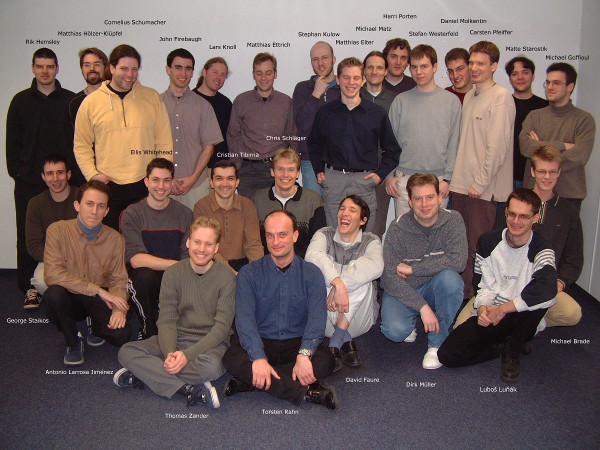 Cornelius Schumacher
Harri Porten
Matthias Hölzer-Klüpfel
Michael Matz
Daniel Molkentin
Rik Hemsley
John Firebaugh
Stephan Kulow
Stefan Westerfeld
Carsten Pfeiffer
Lars Knoll
Matthias Ettrich
Matthias Elter
Malte Starostik
Michael Goffioul
Ellis Whitehead
Chris Schläger
Cristian Tibirna
George Staikos
Michael Brade
Antonio Larrosa Jiménez
David Faure
Dirk Müller
Luboš Luňák
Thomas Zander
Torsten Rahn